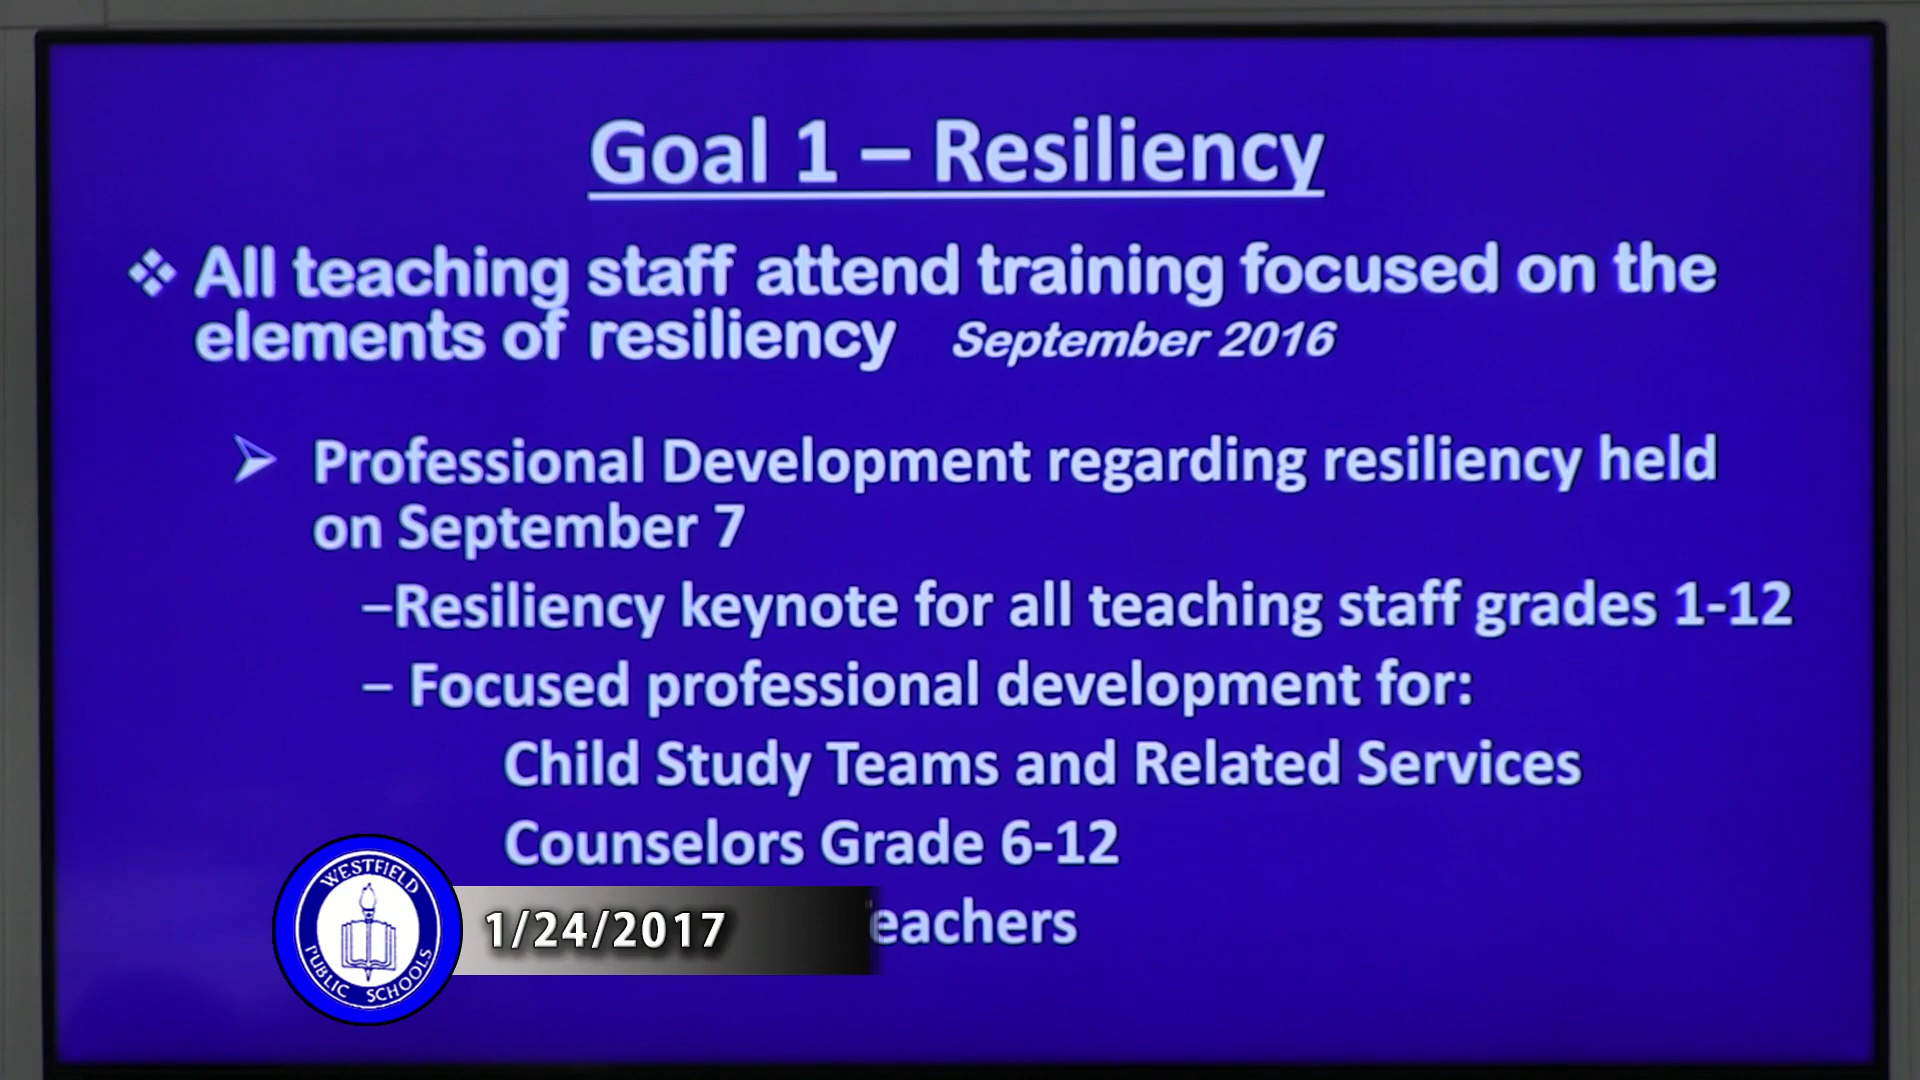 Goal 1 – Resiliency
❖ All teaching staff attend training focused on the
elements of resiliency September 2016
➢ Professional Development regarding resiliency held
on September 7
–Resiliency keynote for all teaching staff grades 1-12
– Focused professional development for:
Child Study Teams and Related Services
Counselors Grade 6-12
eachers
WESTFIELD
PUBLIC SCHOOLS
1/24/2017